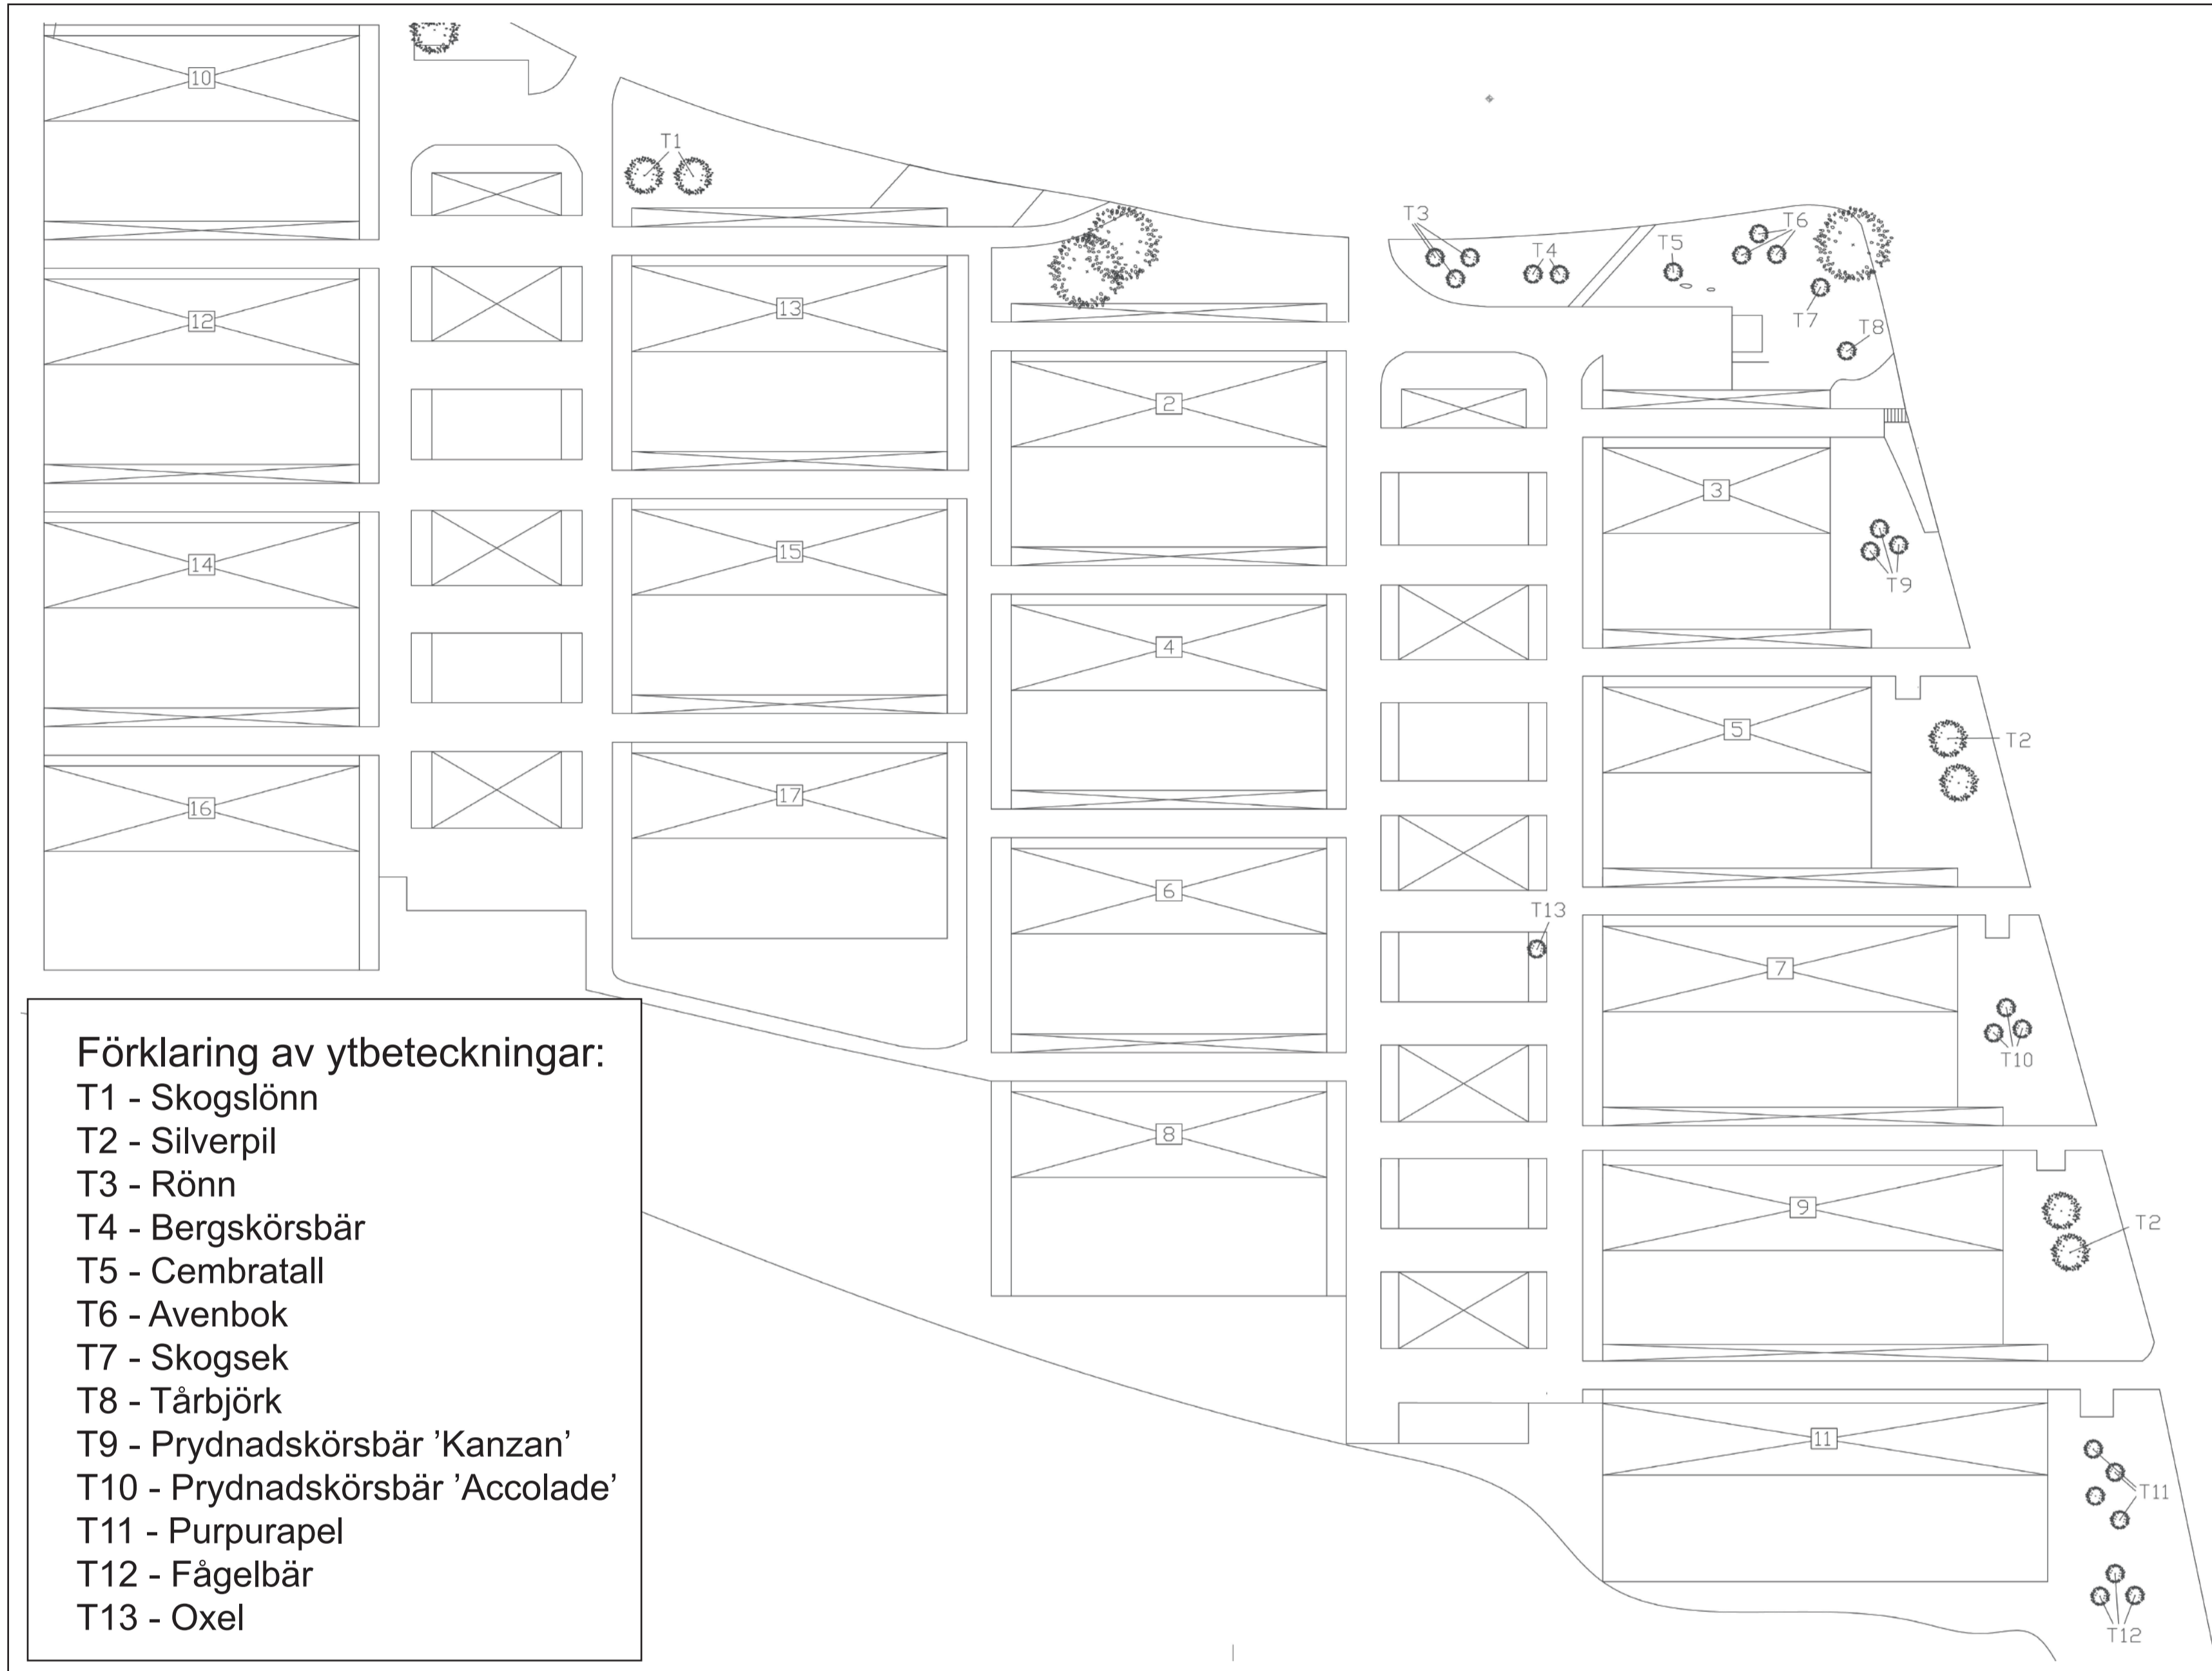 10
T1
T3
T4
T5
T6
T7
T8
12
13
2
3
14
15
T9
4
5
T2
16
17
6
T13
7
T10
8
9
T2
11
T11
T12
Förklaring av ytbeteckningar:
T1 - Skogslönn
T2 - Silverpil
T3 - Rönn
T4 - Bergskörsbär
T5 - Cembratall
T6 - Avenbok
T7 - Skogsek
T8 - Tårbjörk
T9 - Prydnadskörsbär ’Kanzan’
T10 - Prydnadskörsbär ’Accolade’
T11 - Purpurapel
T12 - Fågelbär
T13 - Oxel